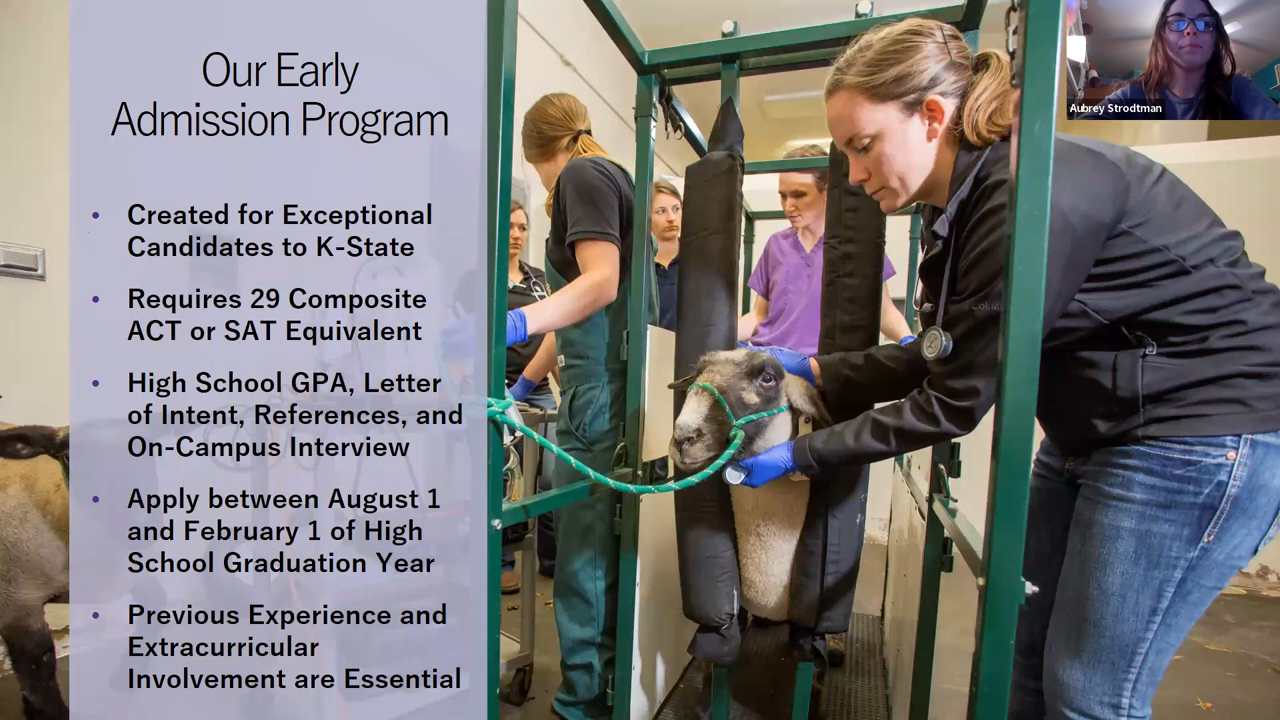 Our Early
Admission Program
• Created for Exceptional
Candidates to K-State
• Requires 29 Composite
ACT or SAT Equivalent
• High School GPA, Letter
of Intent, References, and
On-Campus Interview
• Apply between August 1
and February 1 of High
School Graduation Year
• Previous Experience and
Extracurricular
Involvement are Essential
Aubrey Strodtman